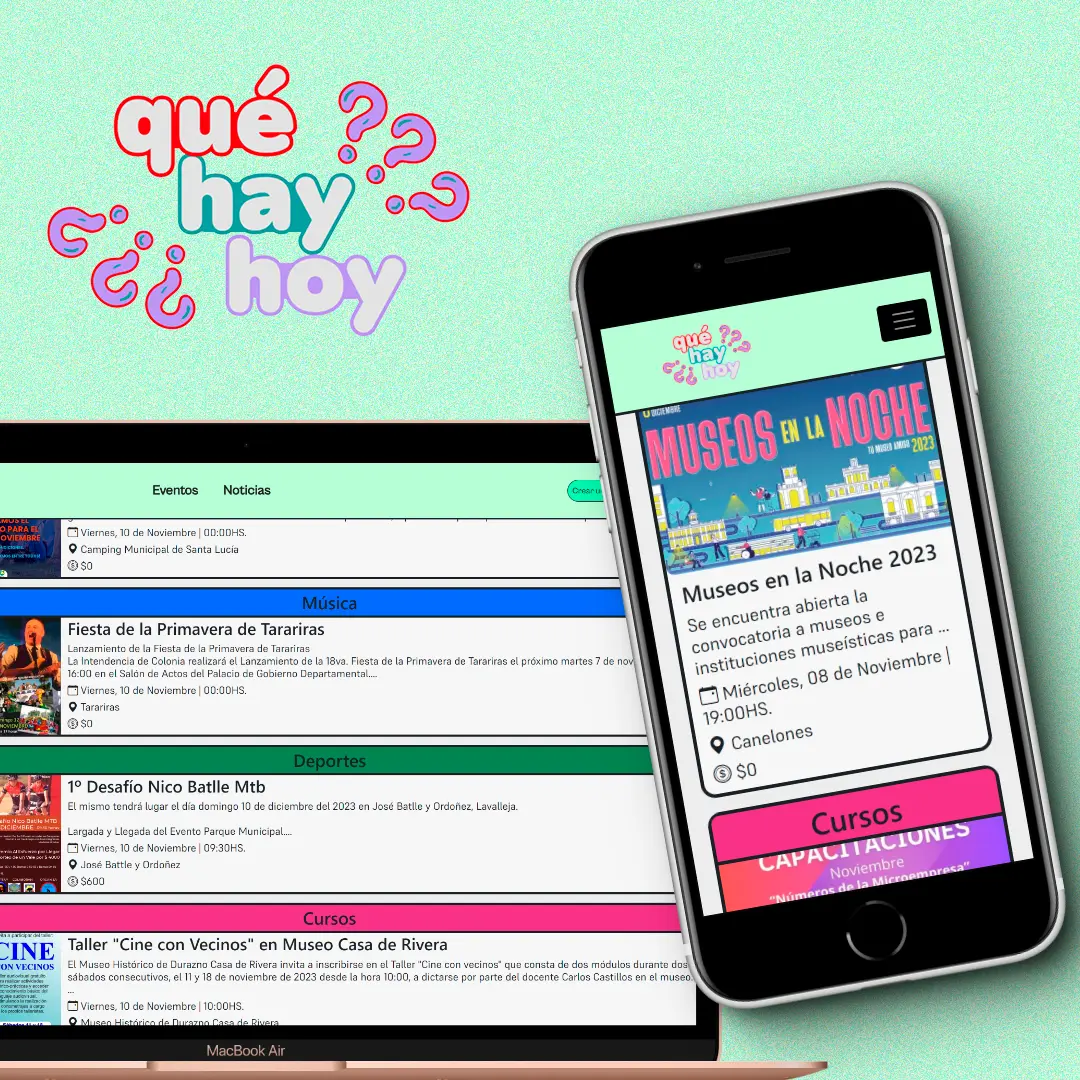 qué
hay
hoy
??
?
¿
¿¿
Eventos
Noticias
Crear u
AMOS EL
O PARA EL
OVIEMBRE
Viernes, 10 de Noviembre | 00:00HS.
Camping Municipal de Santa Lucía
$0
Música
Fiesta de la Primavera de Tarariras
Lanzamiento de la Fiesta de la Primavera de Tarariras
La Intendencia de Colonia realizará el Lanzamiento de la 18va. Fiesta de la Primavera de Tarariras el próximo martes 7 de nov
16:00 en el Salón de Actos del Palacio de Gobierno Departamental....
Viernes, 10 de Noviembre | 00:00HS.
Tarariras
$0
Deportes
1º Desafío Nico Batlle Mtb
El mismo tendrá lugar el día domingo 10 de diciembre del 2023 en José Batlle y Ordoñez, Lavalleja.
Largada y Llegada del Evento Parque Municipal....
Viernes, 10 de Noviembre | 09:30HS.
José Battle y Ordoñez
$600
Cursos
CINE
CON VECINOS
Taller "Cine con Vecinos" en Museo Casa de Rivera
El Museo Histórico de Durazno Casa de Rivera invita a inscribirse en el Taller "Cine con vecinos" que consta de dos módulos durante dos
sábados consecutivos, el 11 y 18 de noviembre de 2023 desde la hora 10:00, a dictarse por parte del docente Carlos Castillos en el museo.
...
Viernes, 10 de Noviembre | 10:00HS.
Museo Histórico de Durazno Casa de Rivera
MacBook Air
qué
hay
hoy
??
?
¿
¿¿
DICIEMBRE
MUSEOS EN LA NOCHE
TU MUSEO AMIGO 2023
Museos en la Noche 2023
Se encuentra abierta la
convocatoria a museos e
instituciones museísticas para ...
Miércoles, 08 de Noviembre |
19:00HS.
Canelones
$0
Cursos
CAPACITACIONES
Noviembre
"Números de la Microempresa"